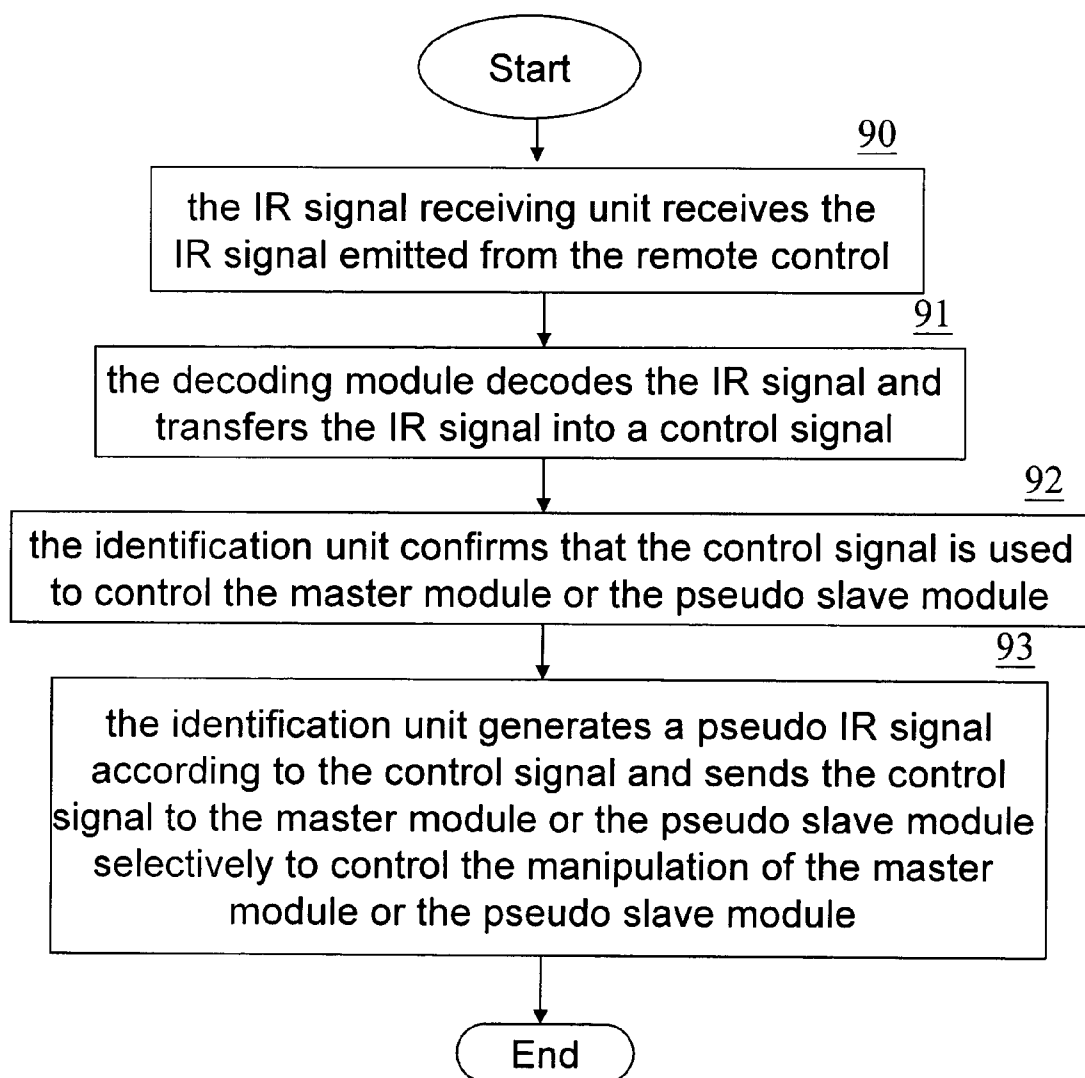 Start
90
the IR signal receiving unit receives the
IR signal emitted from the remote control
91
the decoding module decodes the IR signal and
transfers the IR signal into a control signal
92
the identification unit confirms that the control signal is used
to control the master module or the pseudo slave module
93
the identification unit generates a pseudo IR signal
according to the control signal and sends the control
signal to the master module or the pseudo slave module
selectively to control the manipulation of the master
module or the pseudo slave module
End